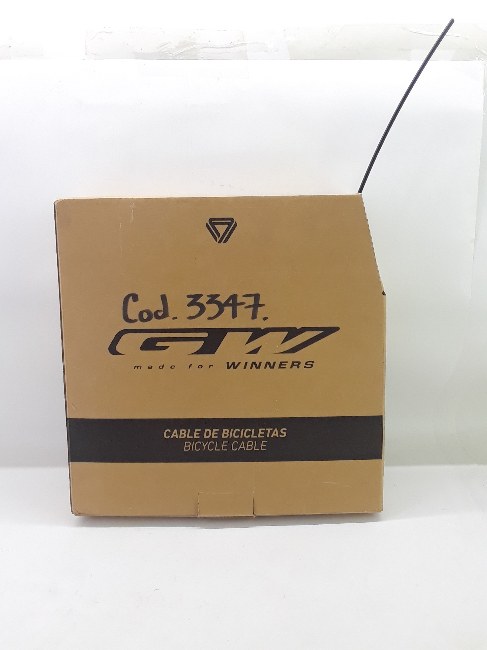 Cod. 3347.
GW
made for WINNERS
CABLE DE BICICLETAS
BICYCLE CABLE